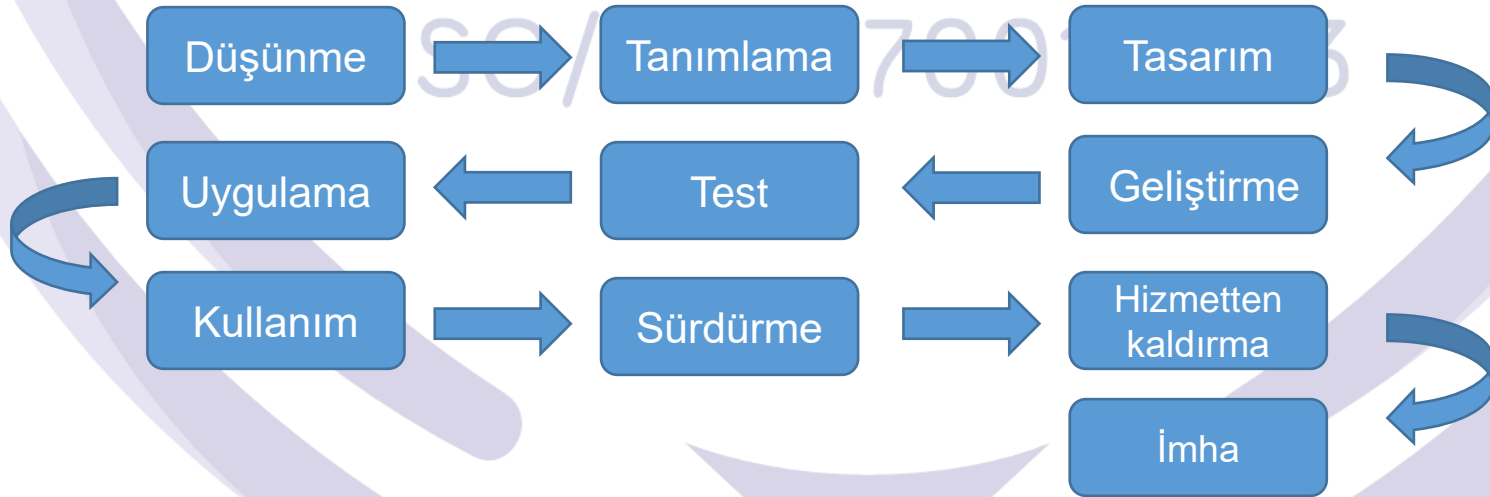 Düşünme
Tanımlama
Tasarım
Geliştirme
Test
Uygulama
Kullanım
Sürdürme
Hizmetten
kaldırma
İmha